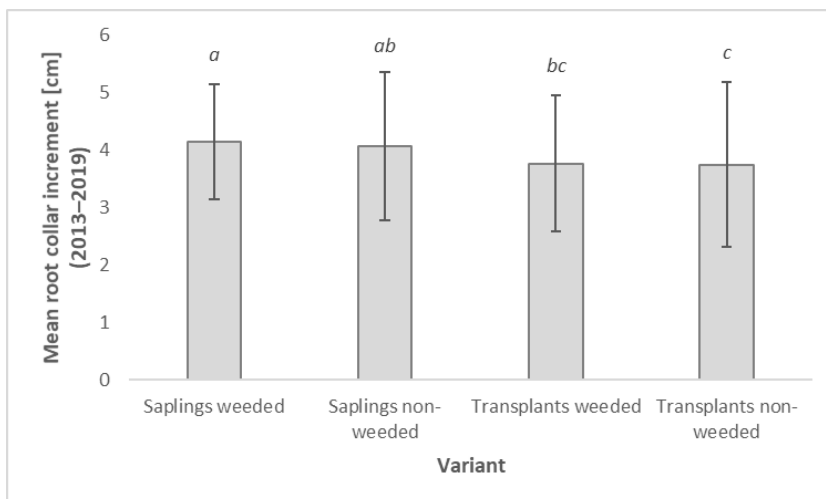 Mean root collar increment [cm]
(2013–2019)
6
5
4
3
2
1
0
a
ab
bc
c
Saplings weeded
Saplings non-
weeded
Transplants weeded
Transplants non-
weeded
Variant